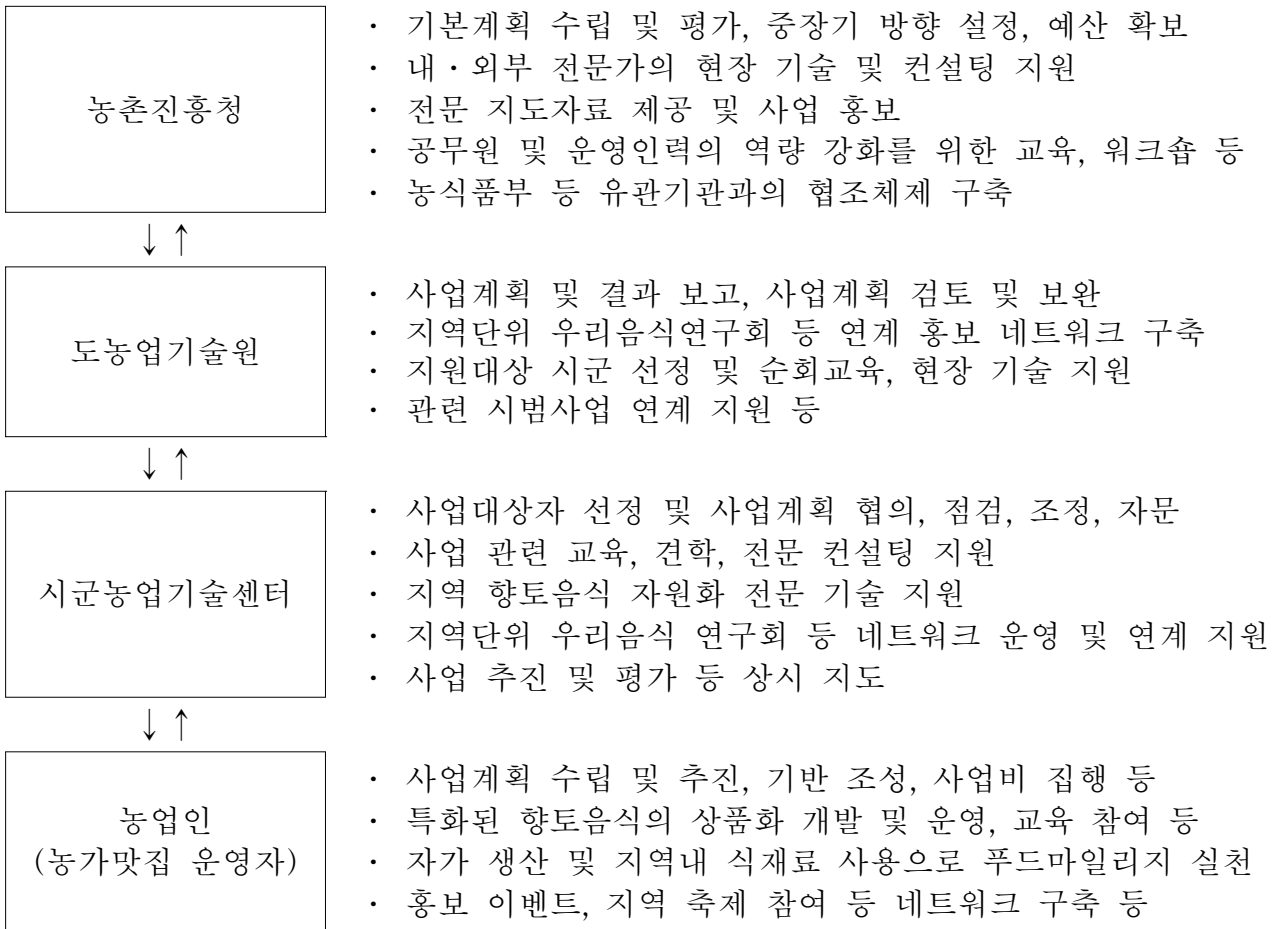 농촌진흥청
· 기본계획 수립 및 평가, 중장기 방향 설정, 예산 확보
· 내·외부 전문가의 현장 기술 및 컨설팅 지원
· 전문 지도자료 제공 및 사업 홍보
· 공무원 및 운영인력의 역량 강화를 위한 교육, 워크숍 등
· 농식품부 등 유관기관과의 협조체제 구축
↓ ↑
도농업기술원
· 사업계획 및 결과 보고, 사업계획 검토 및 보완
· 지역단위 우리음식연구회 등 연계 홍보 네트워크 구축
· 지원대상 시군 선정 및 순회교육, 현장 기술 지원
· 관련 시범사업 연계 지원 등
↓ ↑
시군농업기술센터
· 사업대상자 선정 및 사업계획 협의, 점검, 조정, 자문
· 사업 관련 교육, 견학, 전문 컨설팅 지원
· 지역 향토음식 자원화 전문 기술 지원
· 지역단위 우리음식 연구회 등 네트워크 운영 및 연계 지원
· 사업 추진 및 평가 등 상시 지도
↓ ↑
농업인
(농가맛집 운영자)
· 사업계획 수립 및 추진, 기반 조성, 사업비 집행 등
· 특화된 향토음식의 상품화 개발 및 운영, 교육 참여 등
· 자가 생산 및 지역내 식재료 사용으로 푸드마일리지 실천
· 홍보 이벤트, 지역 축제 참여 등 네트워크 구축 등